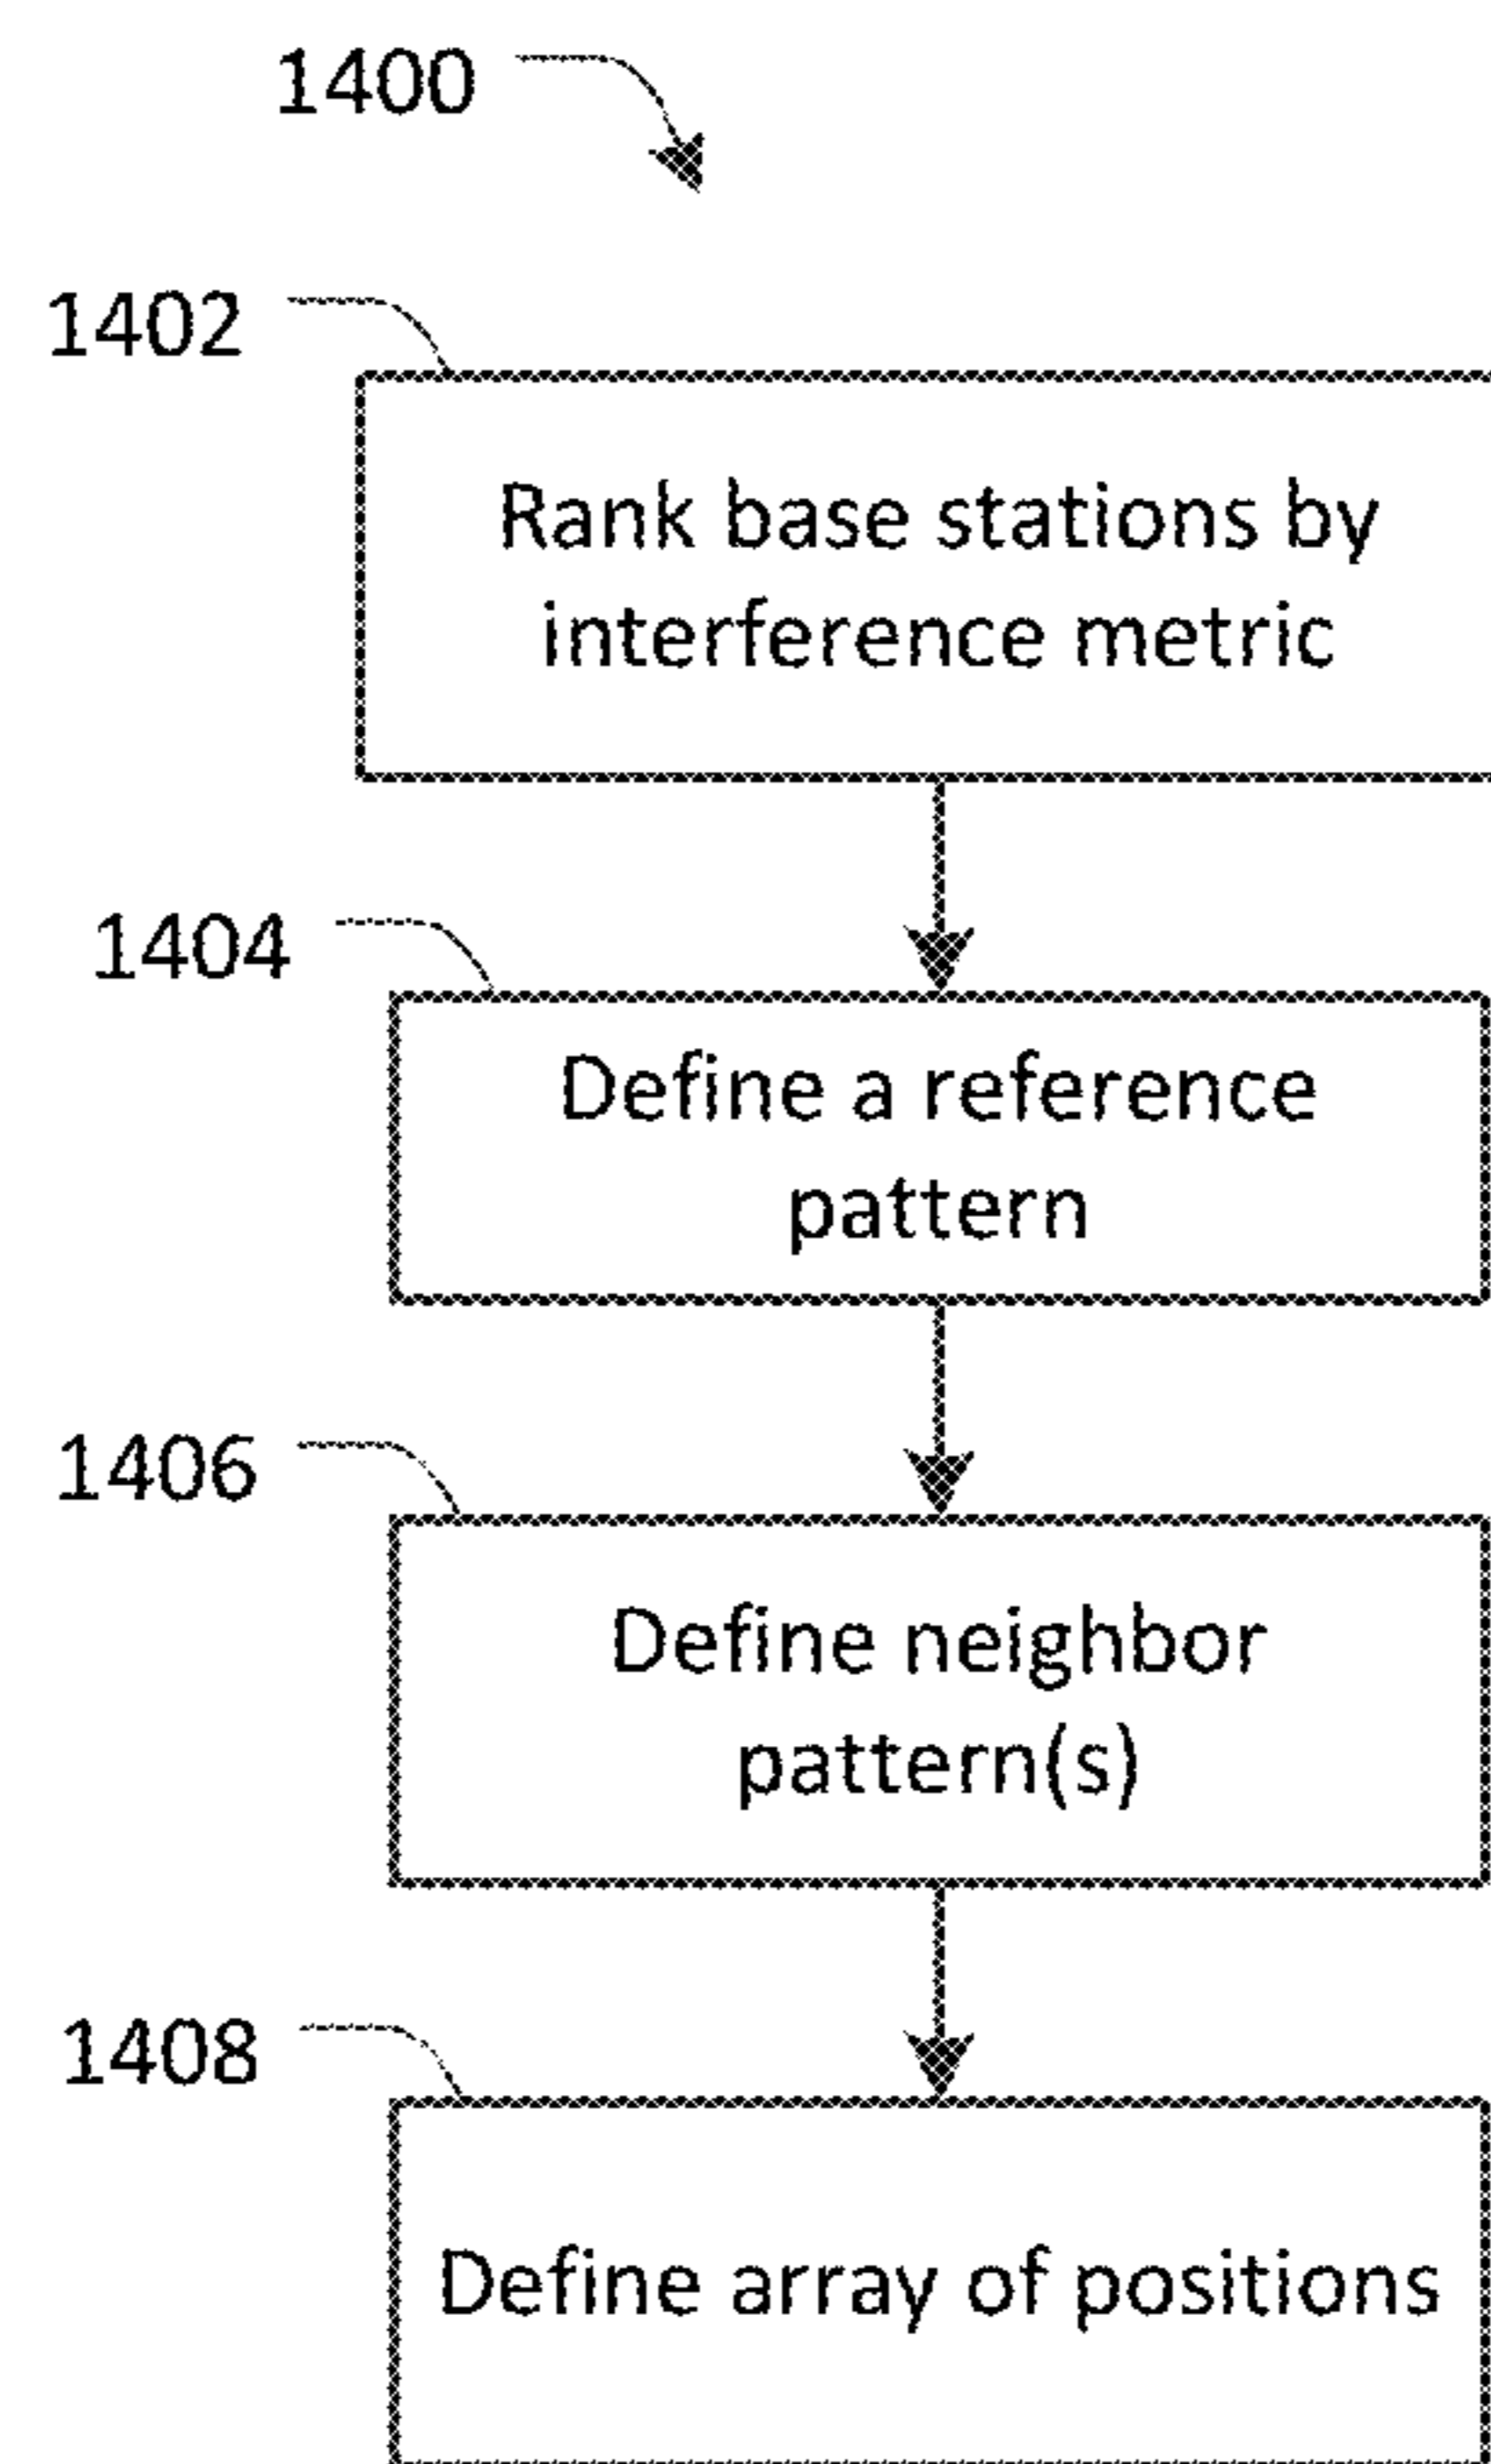 1400
1402
Rank base stations by
interference metric
1404
Define a reference
pattern
1406
Define neighbor
pattern(s)
1408
Define array of positions